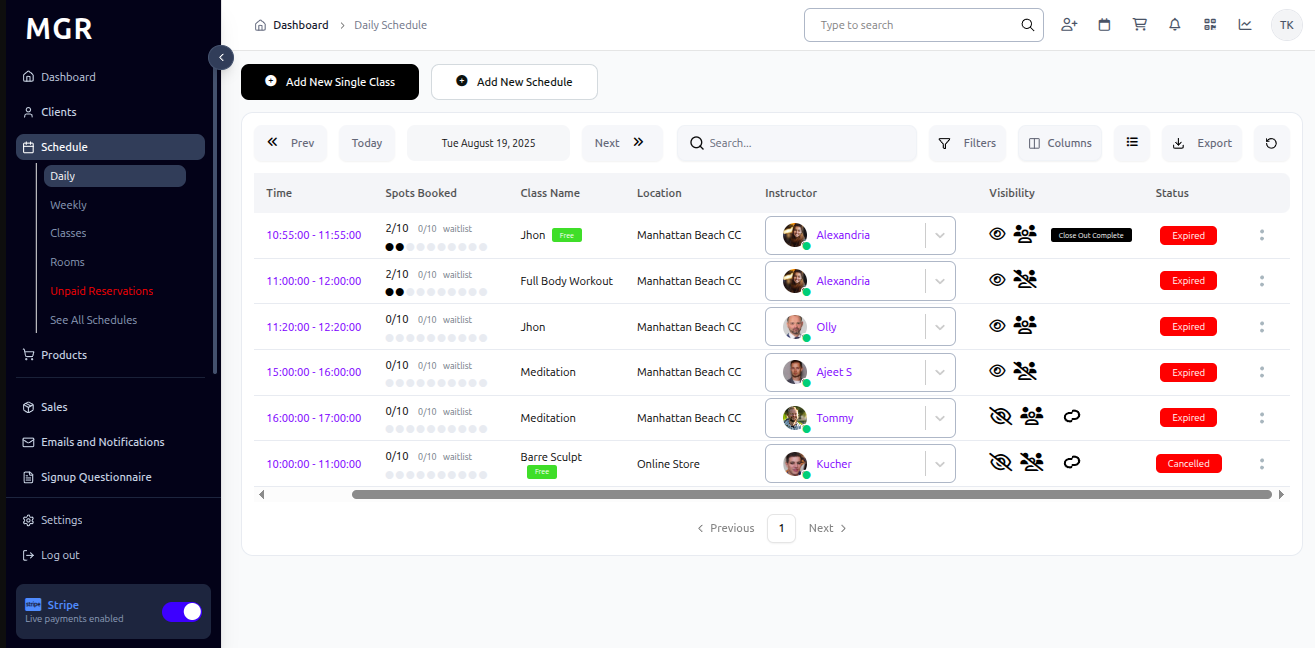 MGR
Dashboard
Clients
Schedule
Daily
Weekly
Classes
Rooms
Unpaid Reservations
See All Schedules
Products
Sales
Emails and Notifications
Signup Questionnaire
Settings
Log out
stripe Stripe
Live payments enabled
Dashboard > Daily Schedule
Type to search
TK
Add New Single Class
Add New Schedule
Prev
Today
Tue August 19, 2025
Next
Search...
Filters
Columns
Export
Time Spots Booked Class Name Location Instructor Visibility Status
10:55:00 - 11:55:00 2/10 0/10 waitlist Jhon Free Manhattan Beach CC Alexandria Close Out Complete Expired
11:00:00 - 12:00:00 2/10 0/10 waitlist Full Body Workout Manhattan Beach CC Alexandria Expired
11:20:00 - 12:20:00 0/10 0/10 waitlist Jhon Manhattan Beach CC Olly Expired
15:00:00 - 16:00:00 0/10 0/10 waitlist Meditation Manhattan Beach CC Ajeet S Expired
16:00:00 - 17:00:00 0/10 0/10 waitlist Meditation Manhattan Beach CC Tommy Expired
10:00:00 - 11:00:00 0/10 0/10 waitlist Barre Sculpt Free Online Store Kucher Cancelled
< Previous 1 Next >